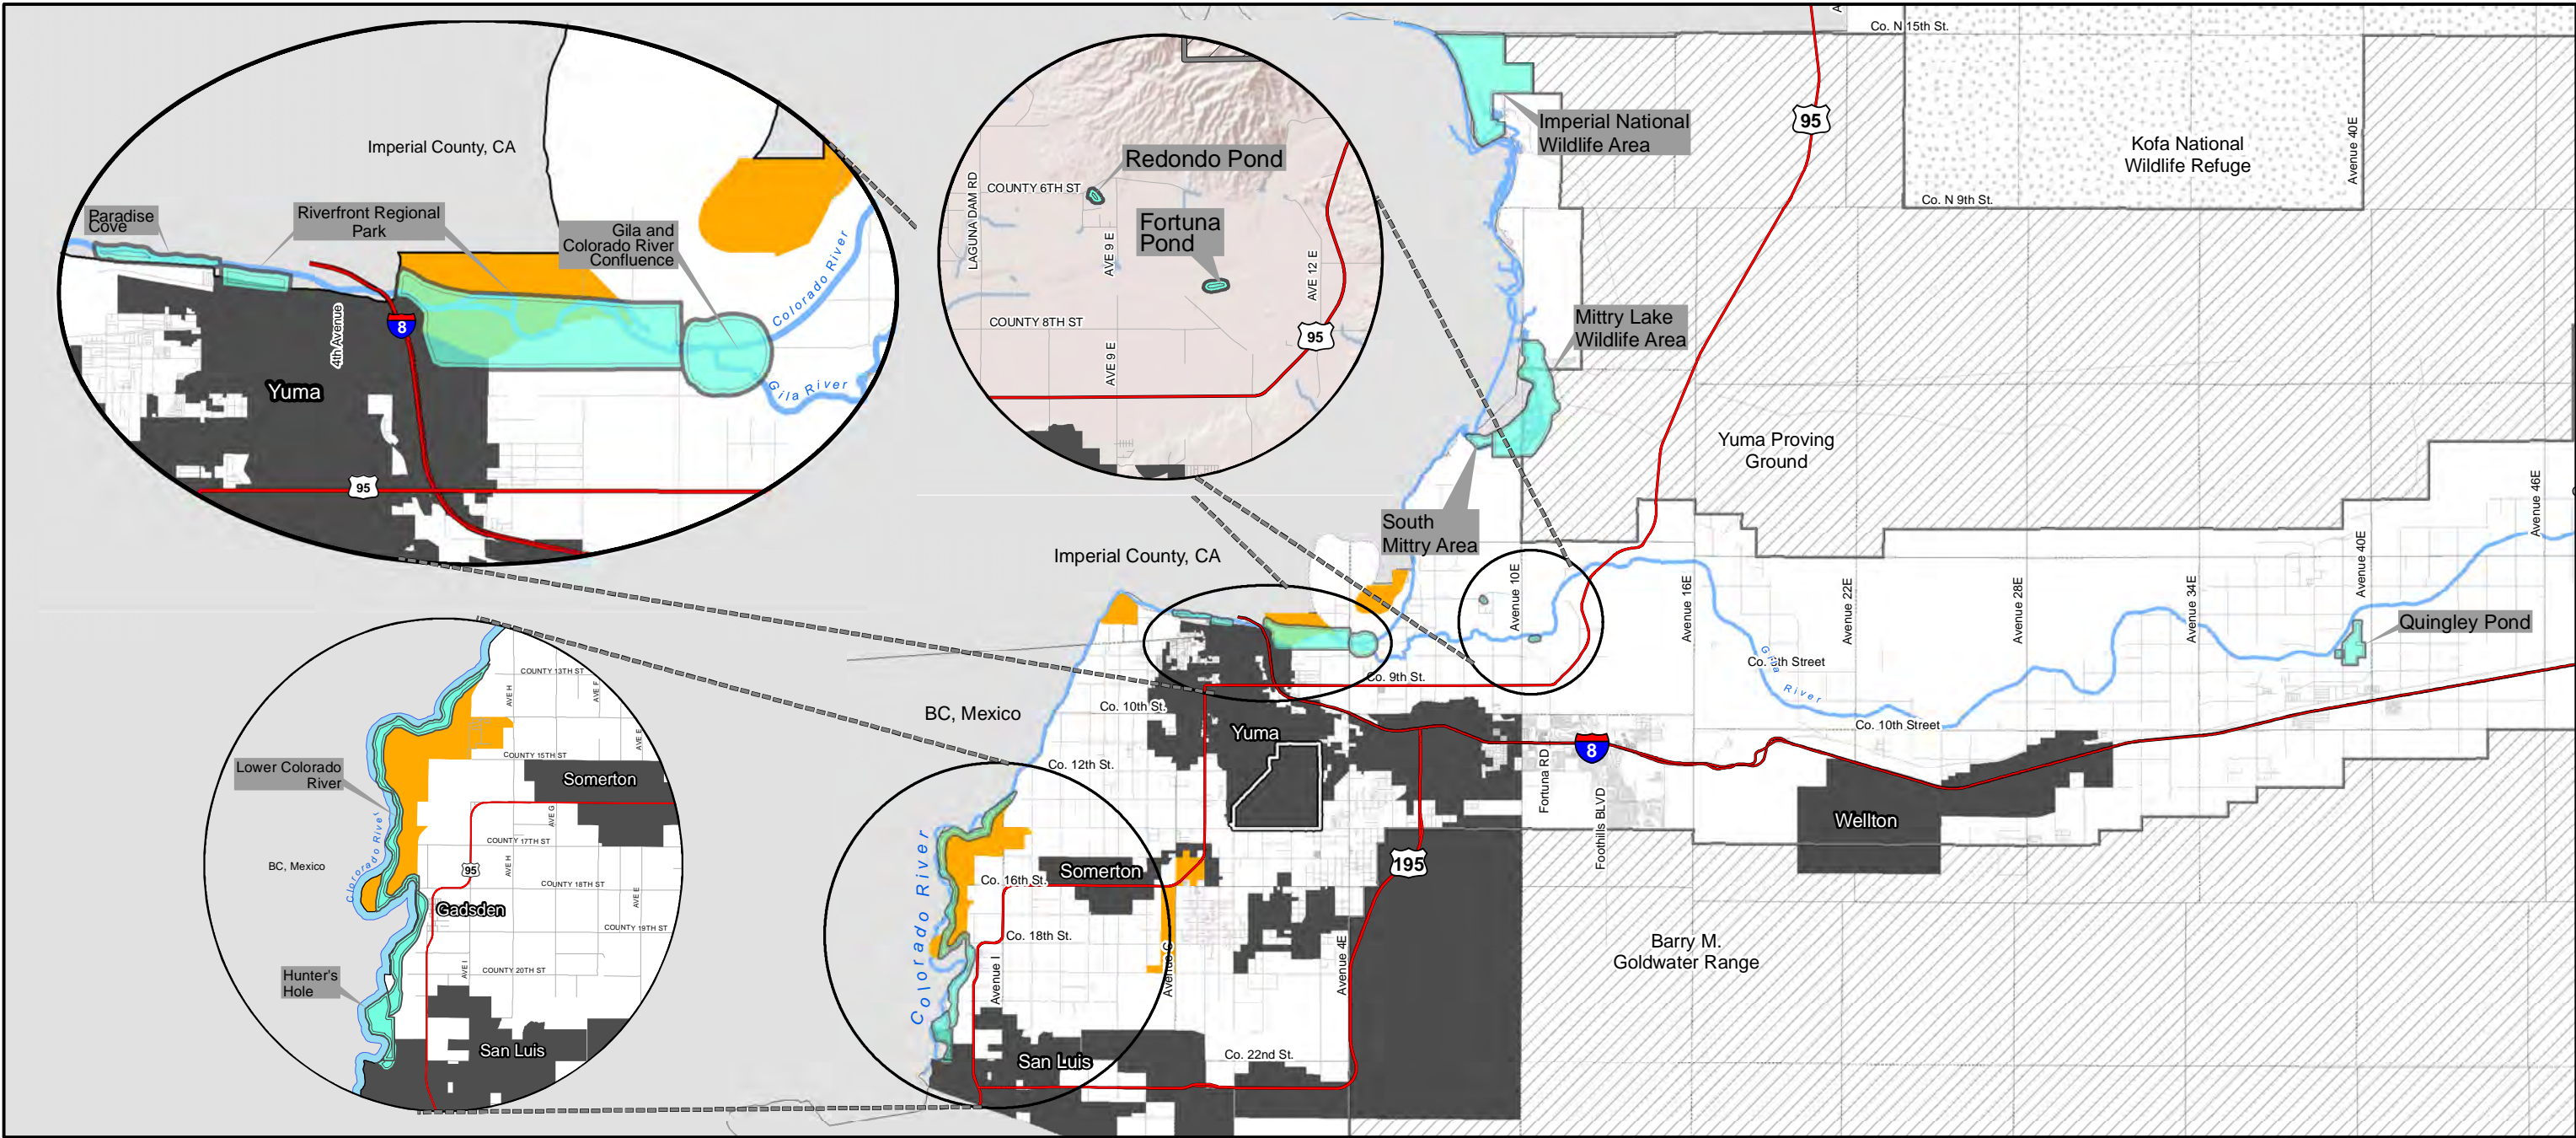 Imperial County, CA
Paradise
Cove
Riverfront Regional
Park
Gila and
Colorado River
Confluence
Colorado River
Gila River
4th Avenue
8
Yuma
95
Redondo Pond
COUNTY 6TH ST
LAGUNA DAM RD
Fortuna
Pond
AVE 9 E
AVE 12 E
COUNTY 8TH ST
AVE 9 E
95
Co. N 15th St.
95
Imperial National
Wildlife Area
Kofa National
Wildlife Refuge
Avenue 40E
Co. N 9th St.
Mittry Lake
Wildlife Area
Yuma Proving
Ground
South
Mittry Area
Imperial County, CA
Avenue 10E
Avenue 16E
Avenue 22E
Avenue 28E
Avenue 34E
Avenue 40E
Avenue 46E
Quingley Pond
Co. 8th Street
Gila River
Co. 9th St.
Co. 10th St.
Co. 10th Street
BC, Mexico
Yuma
8
Co. 12th St.
Fortuna RD
Foothills BLVD
Wellton
Colorado River
Somerton
195
Co. 16th St.
Co. 18th St.
Avenue I
Avenue C
Avenue 4E
Barry M.
Goldwater Range
Co. 22nd St.
San Luis
COUNTY 13TH ST
AVE H
AVE F
AVE E
COUNTY 15TH ST
Lower Colorado
River
Somerton
AVE G
Clororado River
COUNTY 17TH ST
BC, Mexico
95
AVE H
COUNTY 18TH ST
AVE E
Gadsden
COUNTY 19TH ST
Hunter's
Hole
AVE I
COUNTY 20TH ST
San Luis